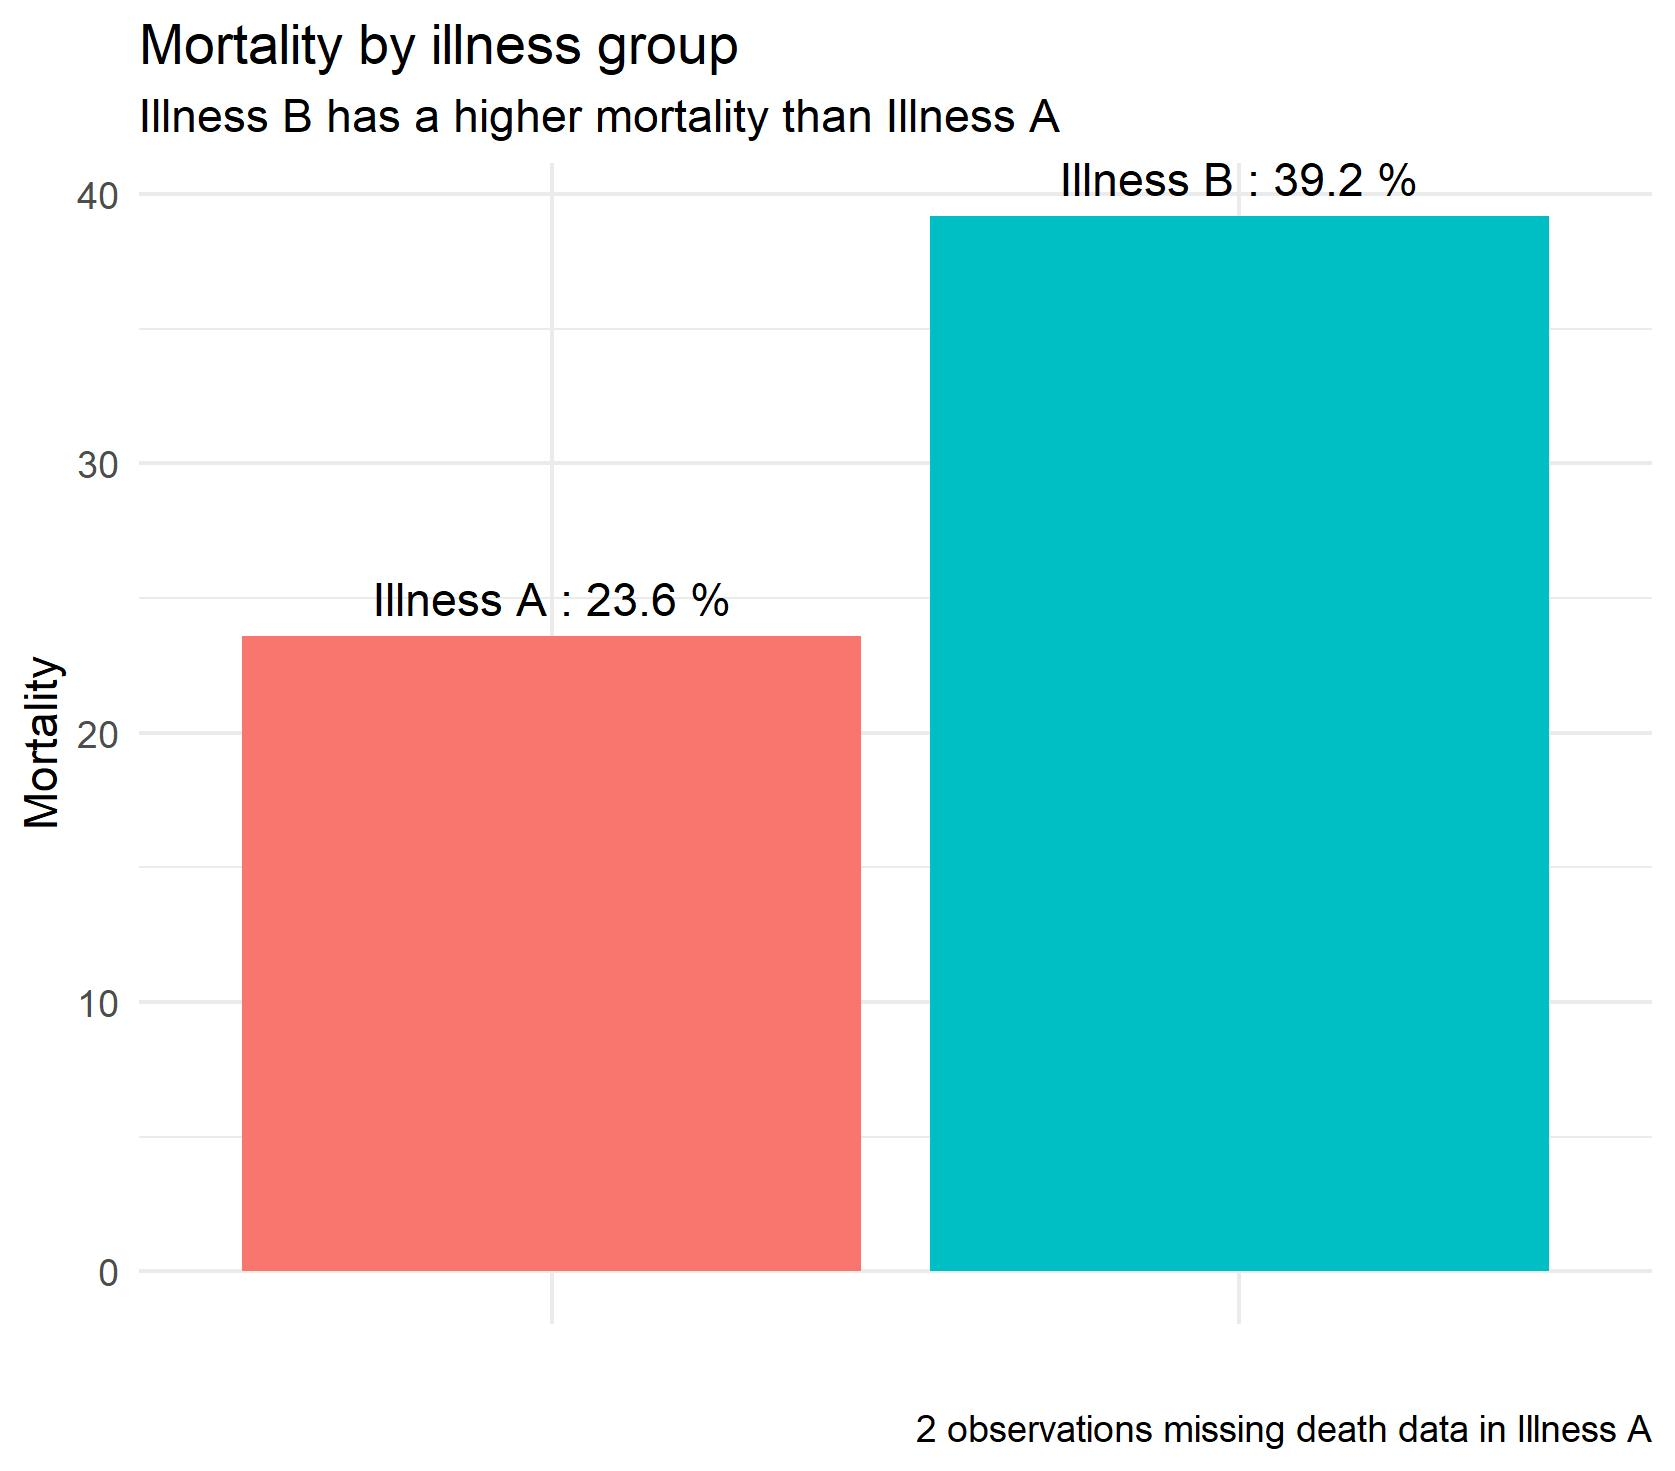 Mortality by illness group
Illness B has a higher mortality than Illness A
Illness B : 39.2 %
40
30
Illness A : 23.6 %
20
Mortality
10
0
2 observations missing death data in Illness A